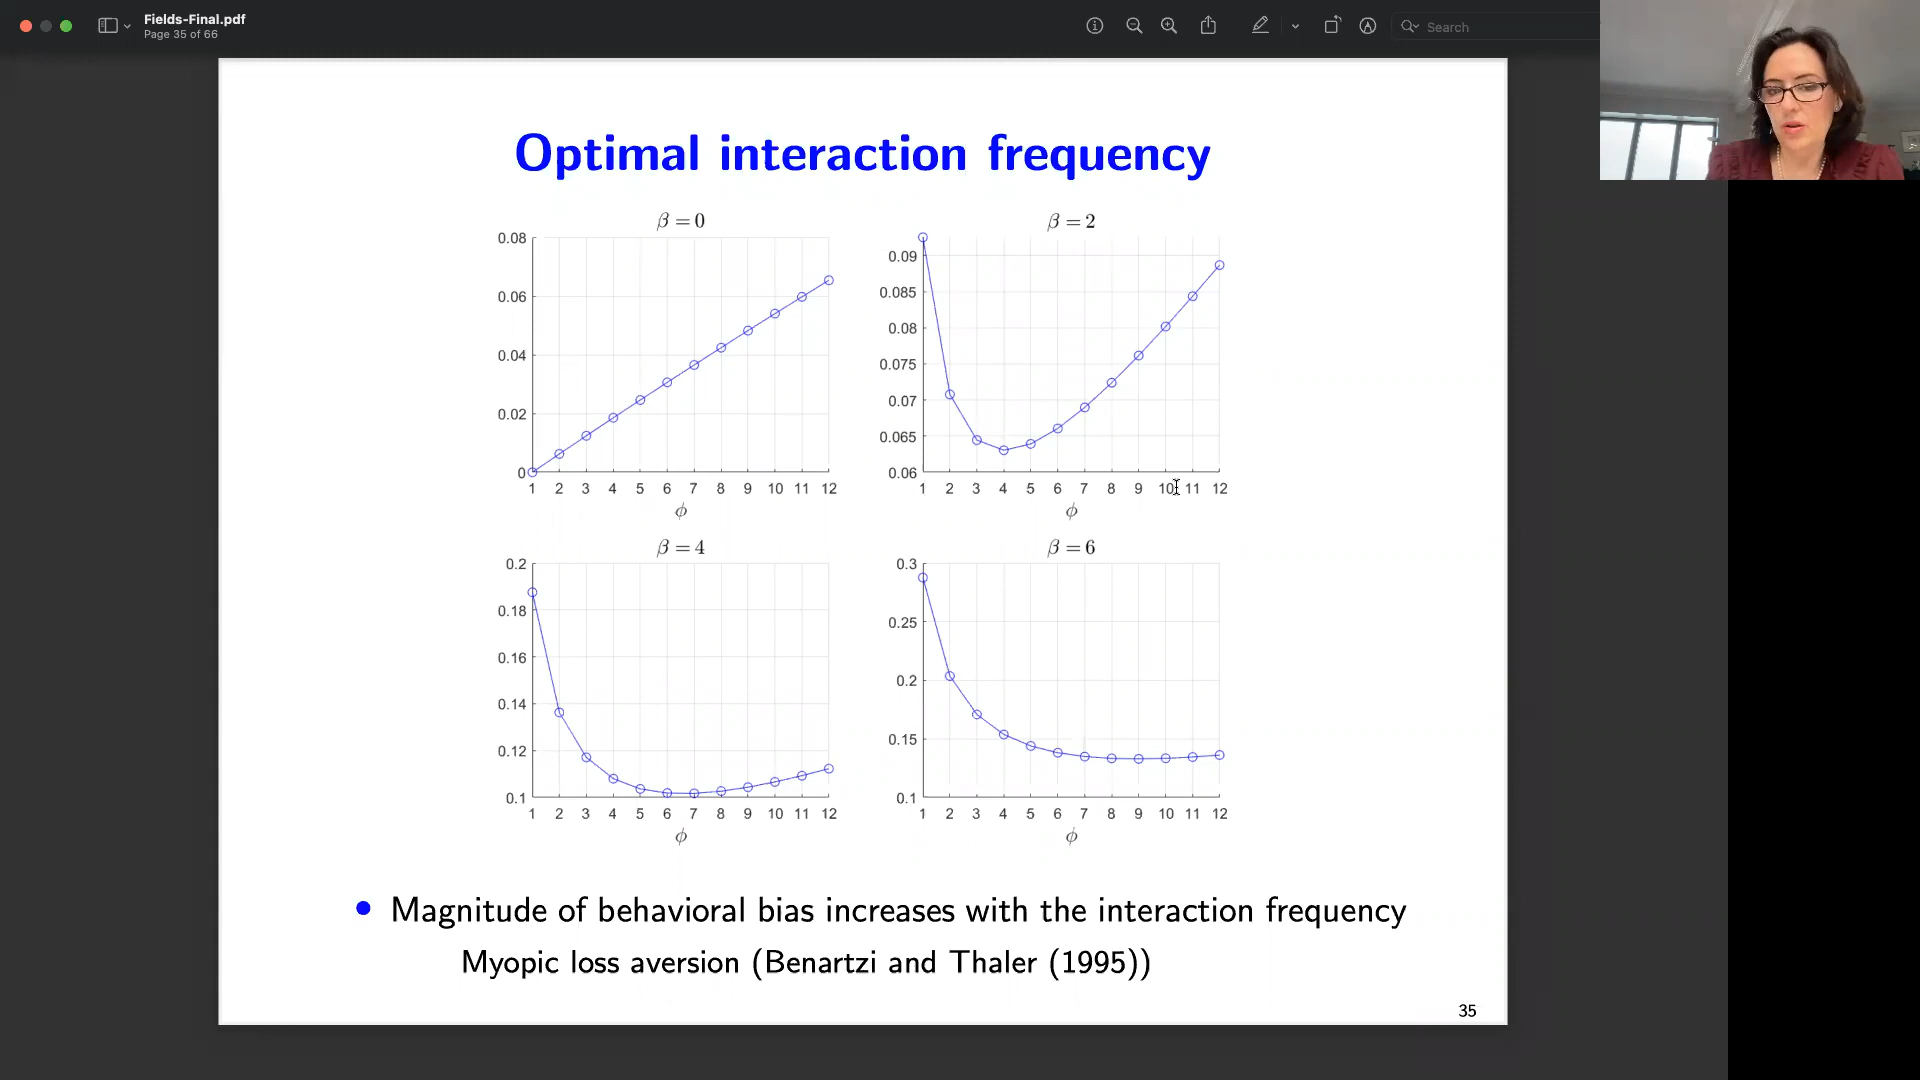 Fields-Final.pdf
Page 35 of 66
Search
Optimal interaction frequency
β = 0
0.08
0.06
0.04
0.02
0
1 2 3 4 5 6 7 8 9 10 11 12
ϕ
β = 2
0.09
0.085
0.08
0.075
0.07
0.065
0.06
1 2 3 4 5 6 7 8 9 10 11 12
ϕ
β = 4
0.2
0.18
0.16
0.14
0.12
0.1
1 2 3 4 5 6 7 8 9 10 11 12
ϕ
β = 6
0.3
0.25
0.2
0.15
0.1
1 2 3 4 5 6 7 8 9 10 11 12
ϕ
• Magnitude of behavioral bias increases with the interaction frequency
Myopic loss aversion (Benartzi and Thaler (1995))
35